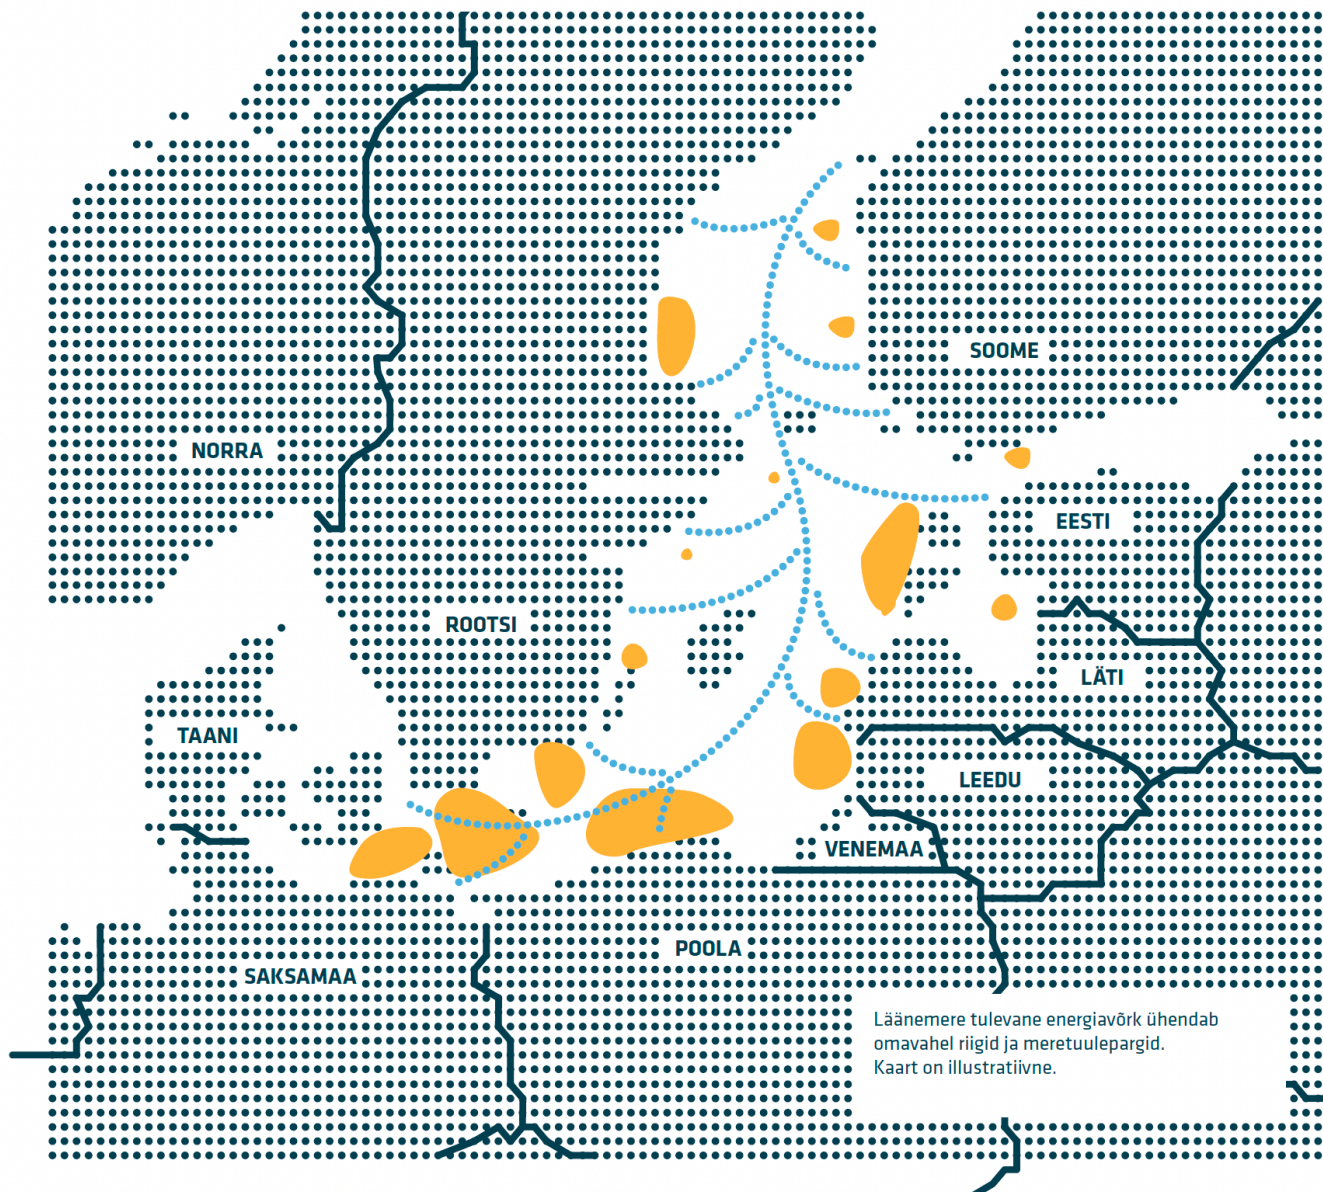 SOOME
NORRA
EESTI
ROOTSI
LÄTI
TAANI
LEEDU
VENEMAA
POOLA
SAKSAMAA
Läänemere tulevane energiavõrk ühendab
omavahel riigid ja meretuulepargid.
Kaart on illustratiivne.